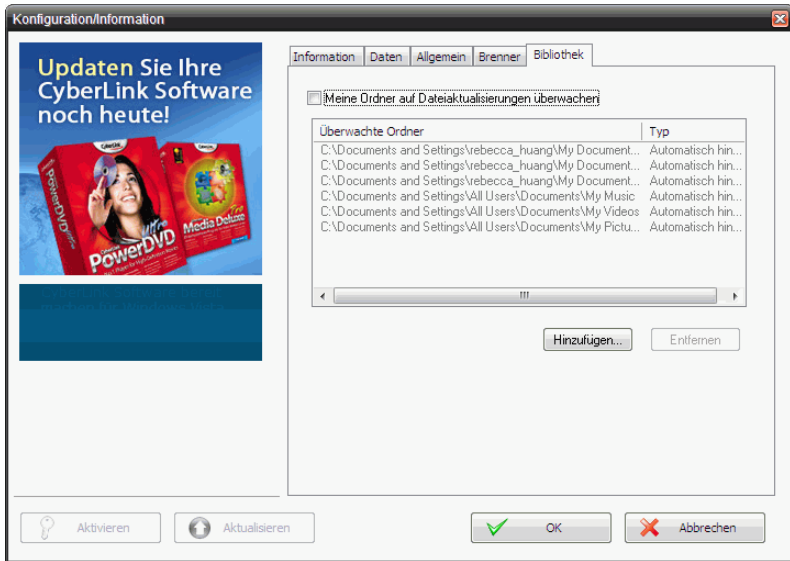 Konfiguration/Information
Updaten Sie Ihre
CyberLink Software
noch heute!
CyberLink
PowerDVD
Ultra
Media Deluxe
Information
Daten
Allgemein
Brenner
Bibliothek
Meine Ordner auf Dateiaktualisierungen überwachen
Überwachte Ordner Typ
C:\Documents and Settings\rebecca_huang\My Document... Automatisch hin...
C:\Documents and Settings\rebecca_huang\My Document... Automatisch hin...
C:\Documents and Settings\rebecca_huang\My Document... Automatisch hin...
C:\Documents and Settings\All Users\Documents\My Music Automatisch hin...
C:\Documents and Settings\All Users\Documents\My Videos Automatisch hin...
C:\Documents and Settings\All Users\Documents\My Pictu... Automatisch hin...
Hinzufügen...
Entfernen
Aktivieren
Aktualisieren
OK
Abbrechen